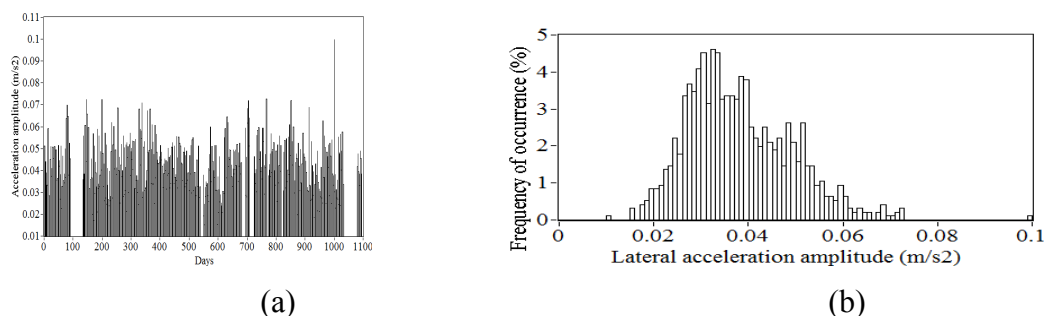 Acceleration amplitude (m/s2)
0.11
0.1
0.09
0.08
0.07
0.06
0.05
0.04
0.03
0.02
0.01
0 100 200 300 400 500 600 700 800 900 1000 1100
Days
(a)
Frequency of occurrence (%)
5
4
3
2
1
0
0 0.02 0.04 0.06 0.08 0.1
Lateral acceleration amplitude (m/s2)
(b)